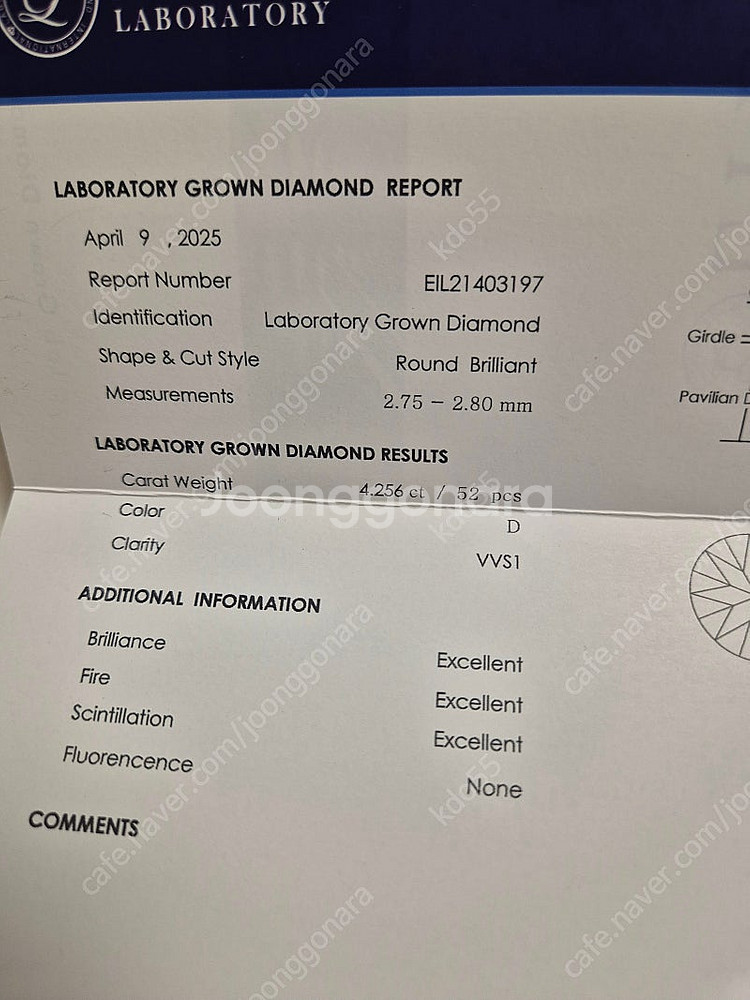 LABORATORY
LABORATORY GROWN DIAMOND REPORT
April 9 , 2025
Report Number EIL21403197
Identification Laboratory Grown Diamond
Shape & Cut Style Round Brilliant
Measurements 2.75 – 2.80 mm
LABORATORY GROWN DIAMOND RESULTS
Carat Weight 4.256 ct / 52 pcs
Color D
Clarity VVS1
ADDITIONAL INFORMATION
Brilliance Excellent
Fire Excellent
Scintillation Excellent
Fluorencence None
COMMENTS
Girdle =
Pavilian
Joonggonara
cafe.naver.com/joonggonara
kdo55